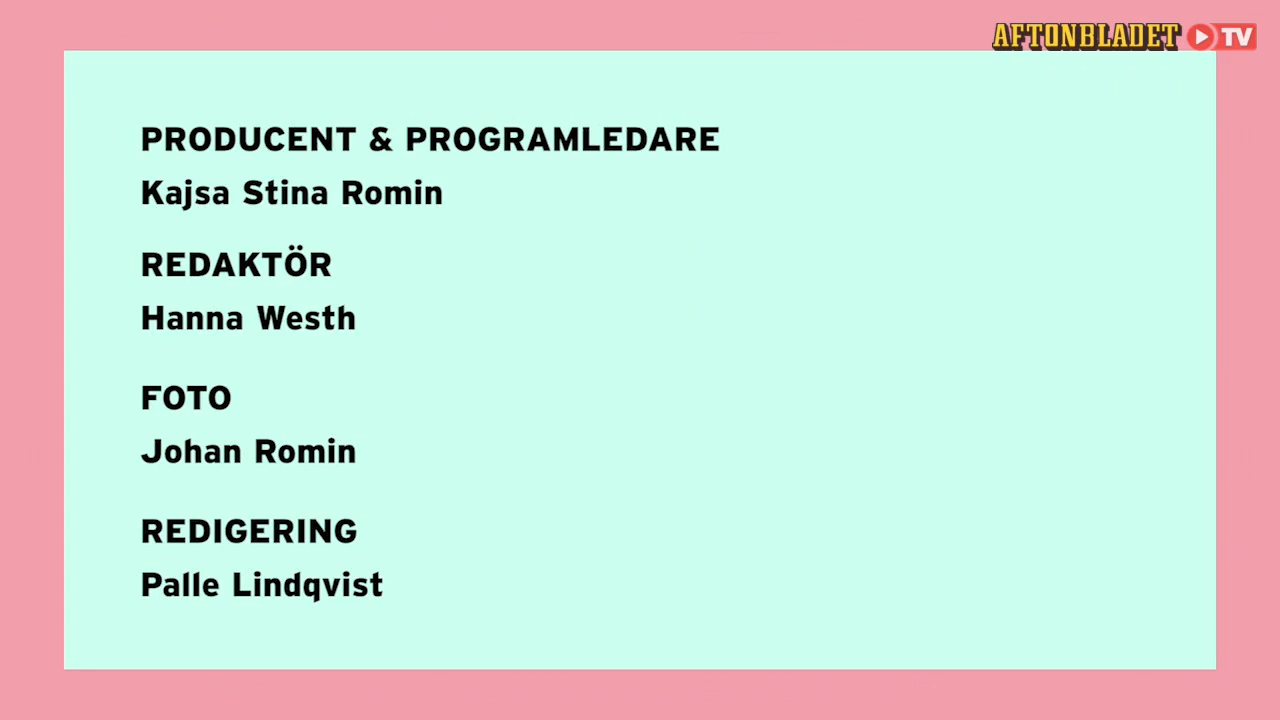 AFTONBLADET TV
PRODUCENT & PROGRAMLEDARE
Kajsa Stina Romin
REDAKTÖR
Hanna Westh
FOTO
Johan Romin
REDIGERING
Palle Lindqvist